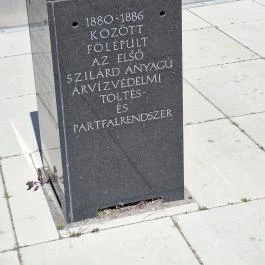 1880-1886
KÖZÖTT
FÖLÉPÜLT
AZ ELSŐ
SZILÁRD ANYAGÚ
ÁRVÍZVÉDELMI
TÖLTÉS-
ÉS
PARTFALRENDSZER